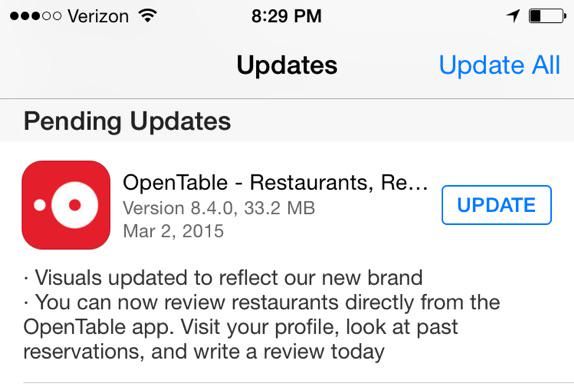 Verizon 8:29 PM
Updates Update All
Pending Updates
OpenTable - Restaurants, Re...
Version 8.4.0, 33.2 MB
UPDATE
Mar 2, 2015
· Visuals updated to reflect our new brand
· You can now review restaurants directly from the
OpenTable app. Visit your profile, look at past
reservations, and write a review today